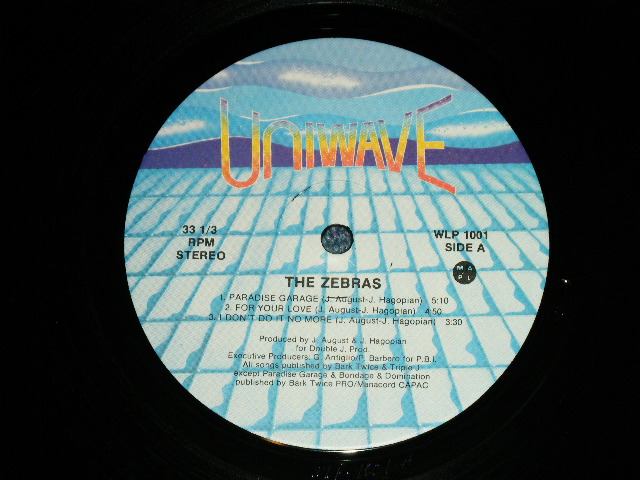 UNIWAVE
33 1/3
RPM
STEREO
WLP 1001
SIDE A
M A
P L
THE ZEBRAS
1. PARADISE GARAGE (J. August-J. Hagopian) 5:10
2. FOR YOUR LOVE (J. August-J. Hagopian) 4:50
3. I DON'T DO IT NO MORE (J. August-J. Hagopian) 3:30
Produced by J. August & J. Hagopian
for Double J. Prod.
Executive Producers: G. Antiglio/P. Barbero for P.B.I.
All songs published by Bark Twice & Triple J
except Paradise Garage & Bondage & Domination
published by Bark Twice PRO/Manacord CAPAC